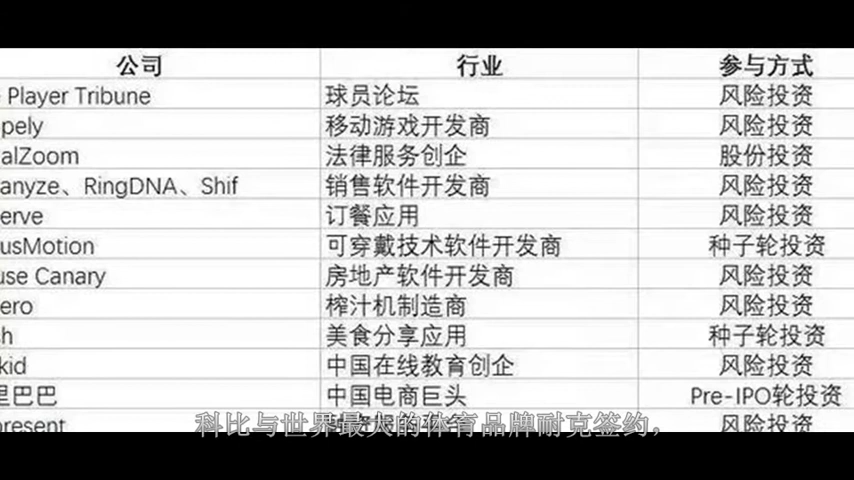 公司 行业 参与方式
Player Tribune 球员论坛 风险投资
pely 移动游戏开发商 风险投资
alZoom 法律服务创企 股份投资
anyze、RingDNA、Shif 销售软件开发商 风险投资
erve 订餐应用 风险投资
usMotion 可穿戴技术软件开发商 种子轮投资
use Canary 房地产软件开发商 风险投资
ero 榨汁机制造商 风险投资
h 美食分享应用 种子轮投资
kid 中国在线教育创企 风险投资
里巴巴 中国电商巨头 Pre-IPO轮投资
present 风险投资
科比与世界最大的体育品牌耐克签约，